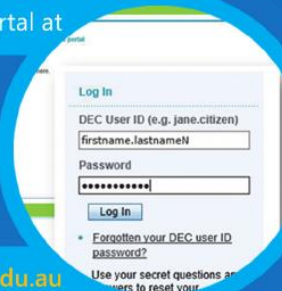 rtal at
portal
Log In
DEC User ID (e.g. jane.citizen)
firstname.lastnameN
Password
•••••••••••
Log In
• Forgotten your DEC user ID
password?
Use your secret questions
to reset your
du.au